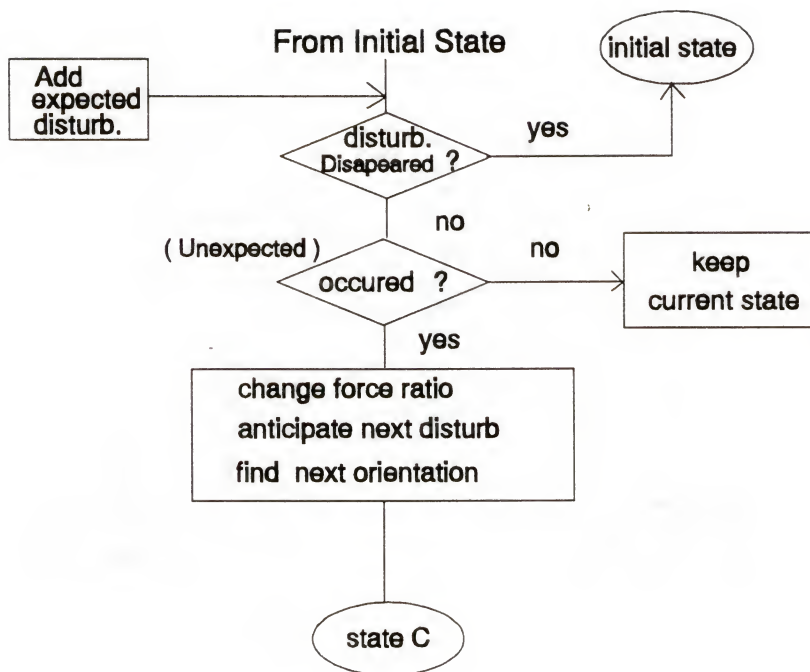 From Initial State
initial state
Add
expected
disturb.
disturb.
Disapeared ?
yes
no
( Unexpected )
occured ?
no
keep
current state
yes
change force ratio
anticipate next disturb
find next orientation
state C